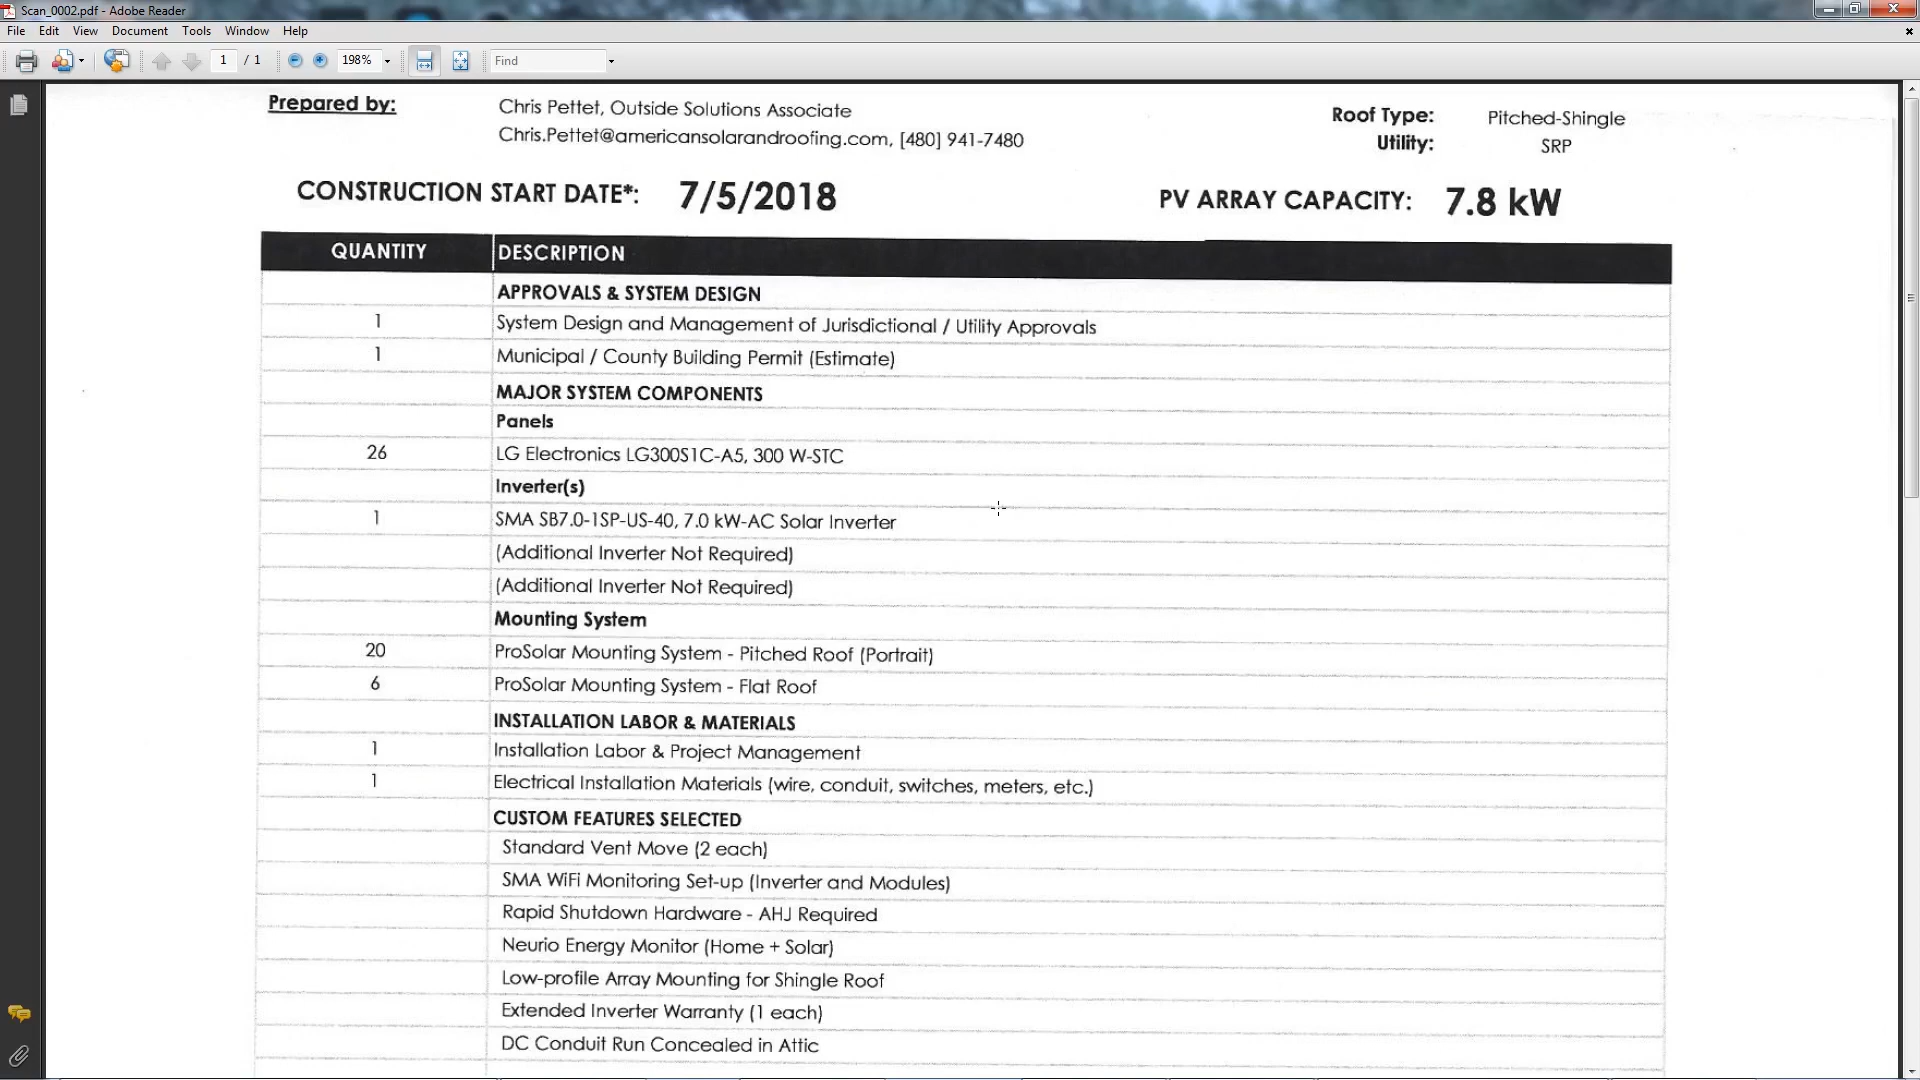 Scan_0002.pdf - Adobe Reader
File Edit View Document Tools Window Help
1 / 1 198% Find
Prepared by: Chris Pettet, Outside Solutions Associate
Chris.Pettet@americansolarandroofing.com, [480] 941-7480
Roof Type: Pitched-Shingle
Utility: SRP
CONSTRUCTION START DATE*: 7/5/2018 PV ARRAY CAPACITY: 7.8 kW
QUANTITY DESCRIPTION
APPROVALS & SYSTEM DESIGN
1 System Design and Management of Jurisdictional / Utility Approvals
1 Municipal / County Building Permit (Estimate)
MAJOR SYSTEM COMPONENTS
Panels
26 LG Electronics LG300S1C-A5, 300 W-STC
Inverter(s)
1 SMA SB7.0-1SP-US-40, 7.0 kW-AC Solar Inverter
(Additional Inverter Not Required)
(Additional Inverter Not Required)
Mounting System
20 ProSolar Mounting System - Pitched Roof (Portrait)
6 ProSolar Mounting System - Flat Roof
INSTALLATION LABOR & MATERIALS
1 Installation Labor & Project Management
1 Electrical Installation Materials (wire, conduit, switches, meters, etc.)
CUSTOM FEATURES SELECTED
Standard Vent Move (2 each)
SMA WiFi Monitoring Set-up (Inverter and Modules)
Rapid Shutdown Hardware - AHJ Required
Neurio Energy Monitor (Home + Solar)
Low-profile Array Mounting for Shingle Roof
Extended Inverter Warranty (1 each)
DC Conduit Run Concealed in Attic